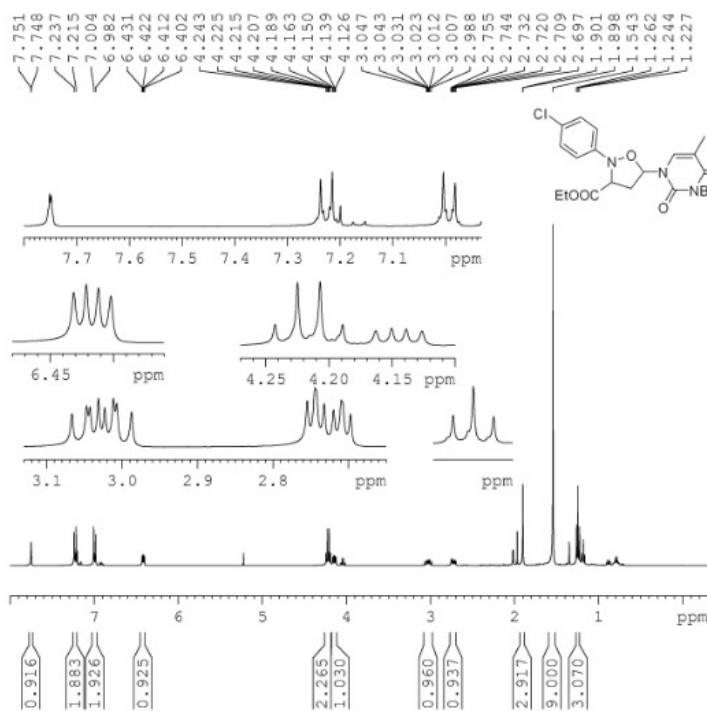 7.751 7.748 7.237 7.215 7.004 6.982 6.431 6.422 6.412 6.402 4.243 4.225 4.215 4.207 4.189 4.163 4.150 4.139 4.126 3.047 3.043 3.031 3.023 3.012 3.007 2.988 2.755 2.744 2.732 2.720 2.709 2.697 1.901 1.898 1.543 1.262 1.244 1.227
Cl
N
O
N
EtOOC
O
NB
7.7 7.6 7.5 7.4 7.3 7.2 7.1 ppm
6.45 ppm
4.25 4.20 4.15 ppm
3.1 3.0 2.9 2.8 ppm
ppm
7 6 5 4 3 2 1 ppm
0.916 1.883 1.926 0.925 2.265 1.030 0.960 0.937 2.917 9.000 3.070